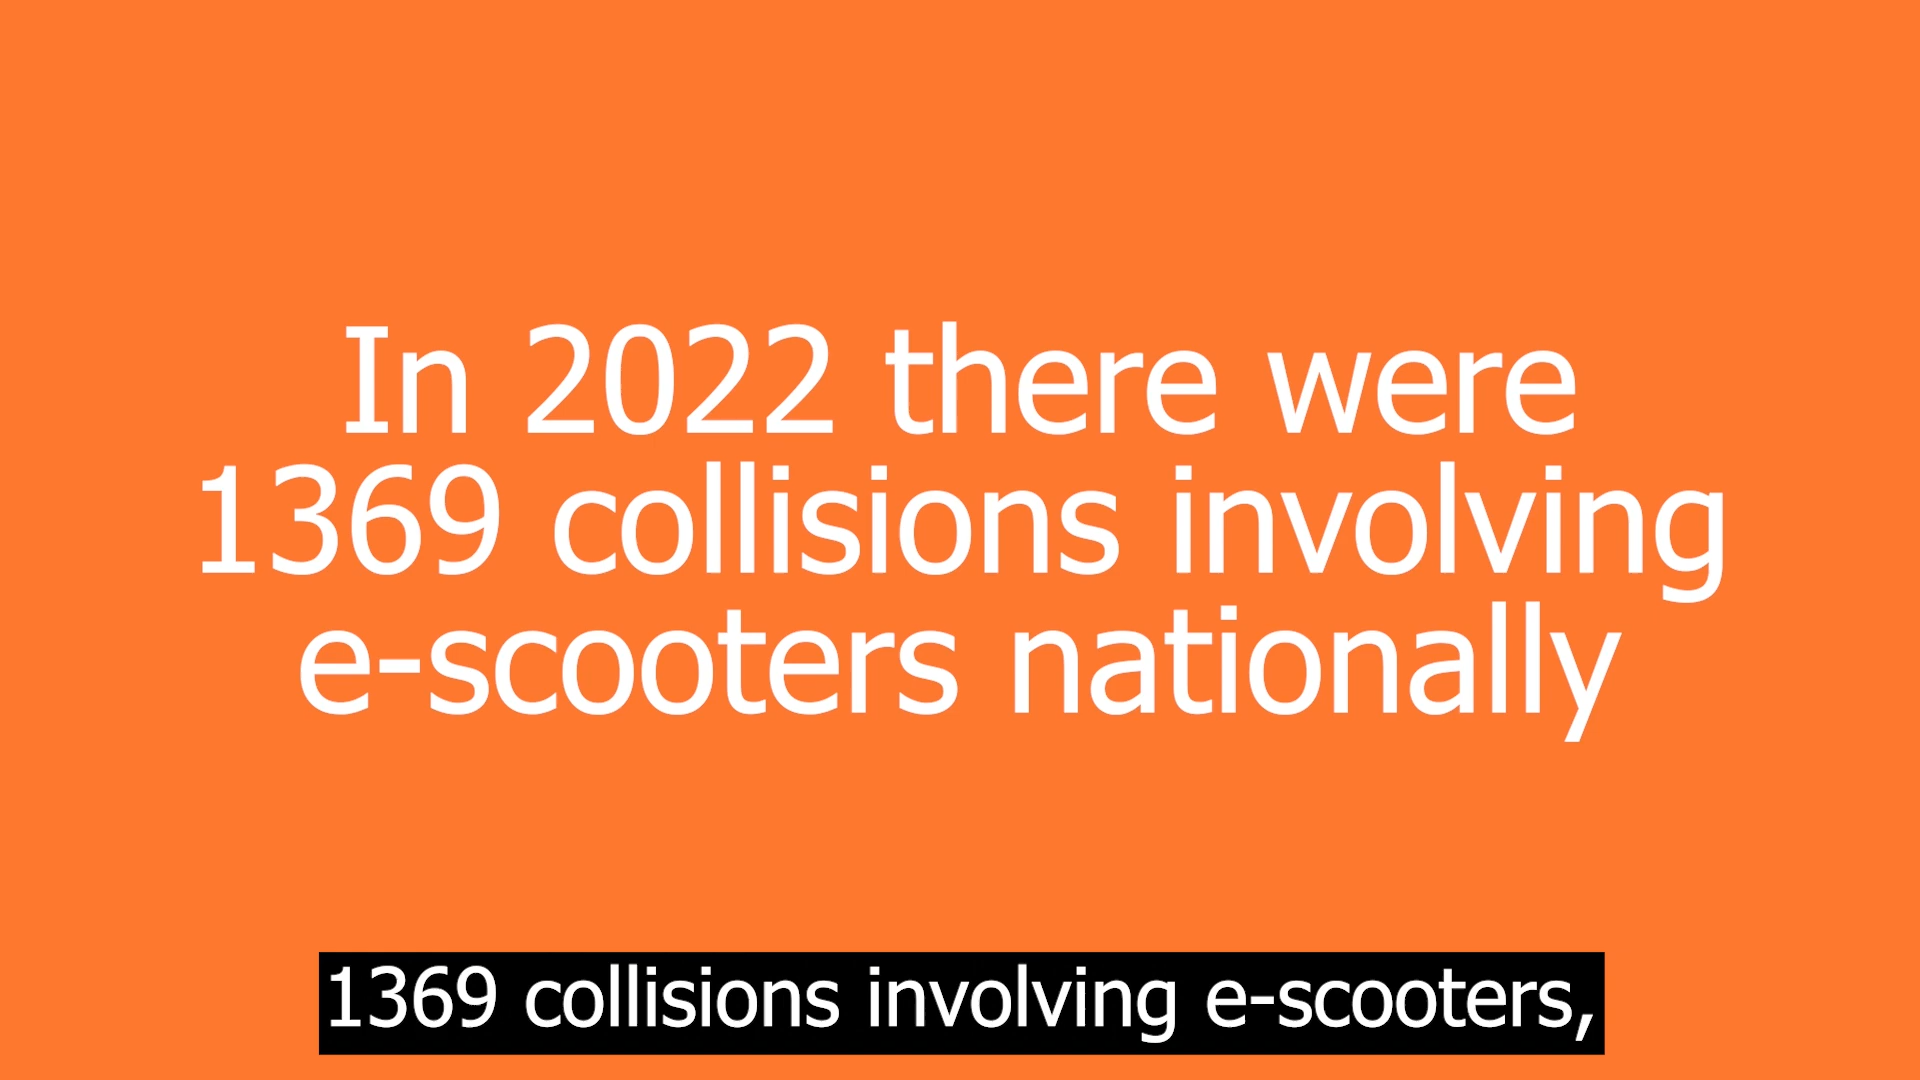 In 2022 there were
1369 collisions involving
e-scooters nationally
1369 collisions involving e-scooters,